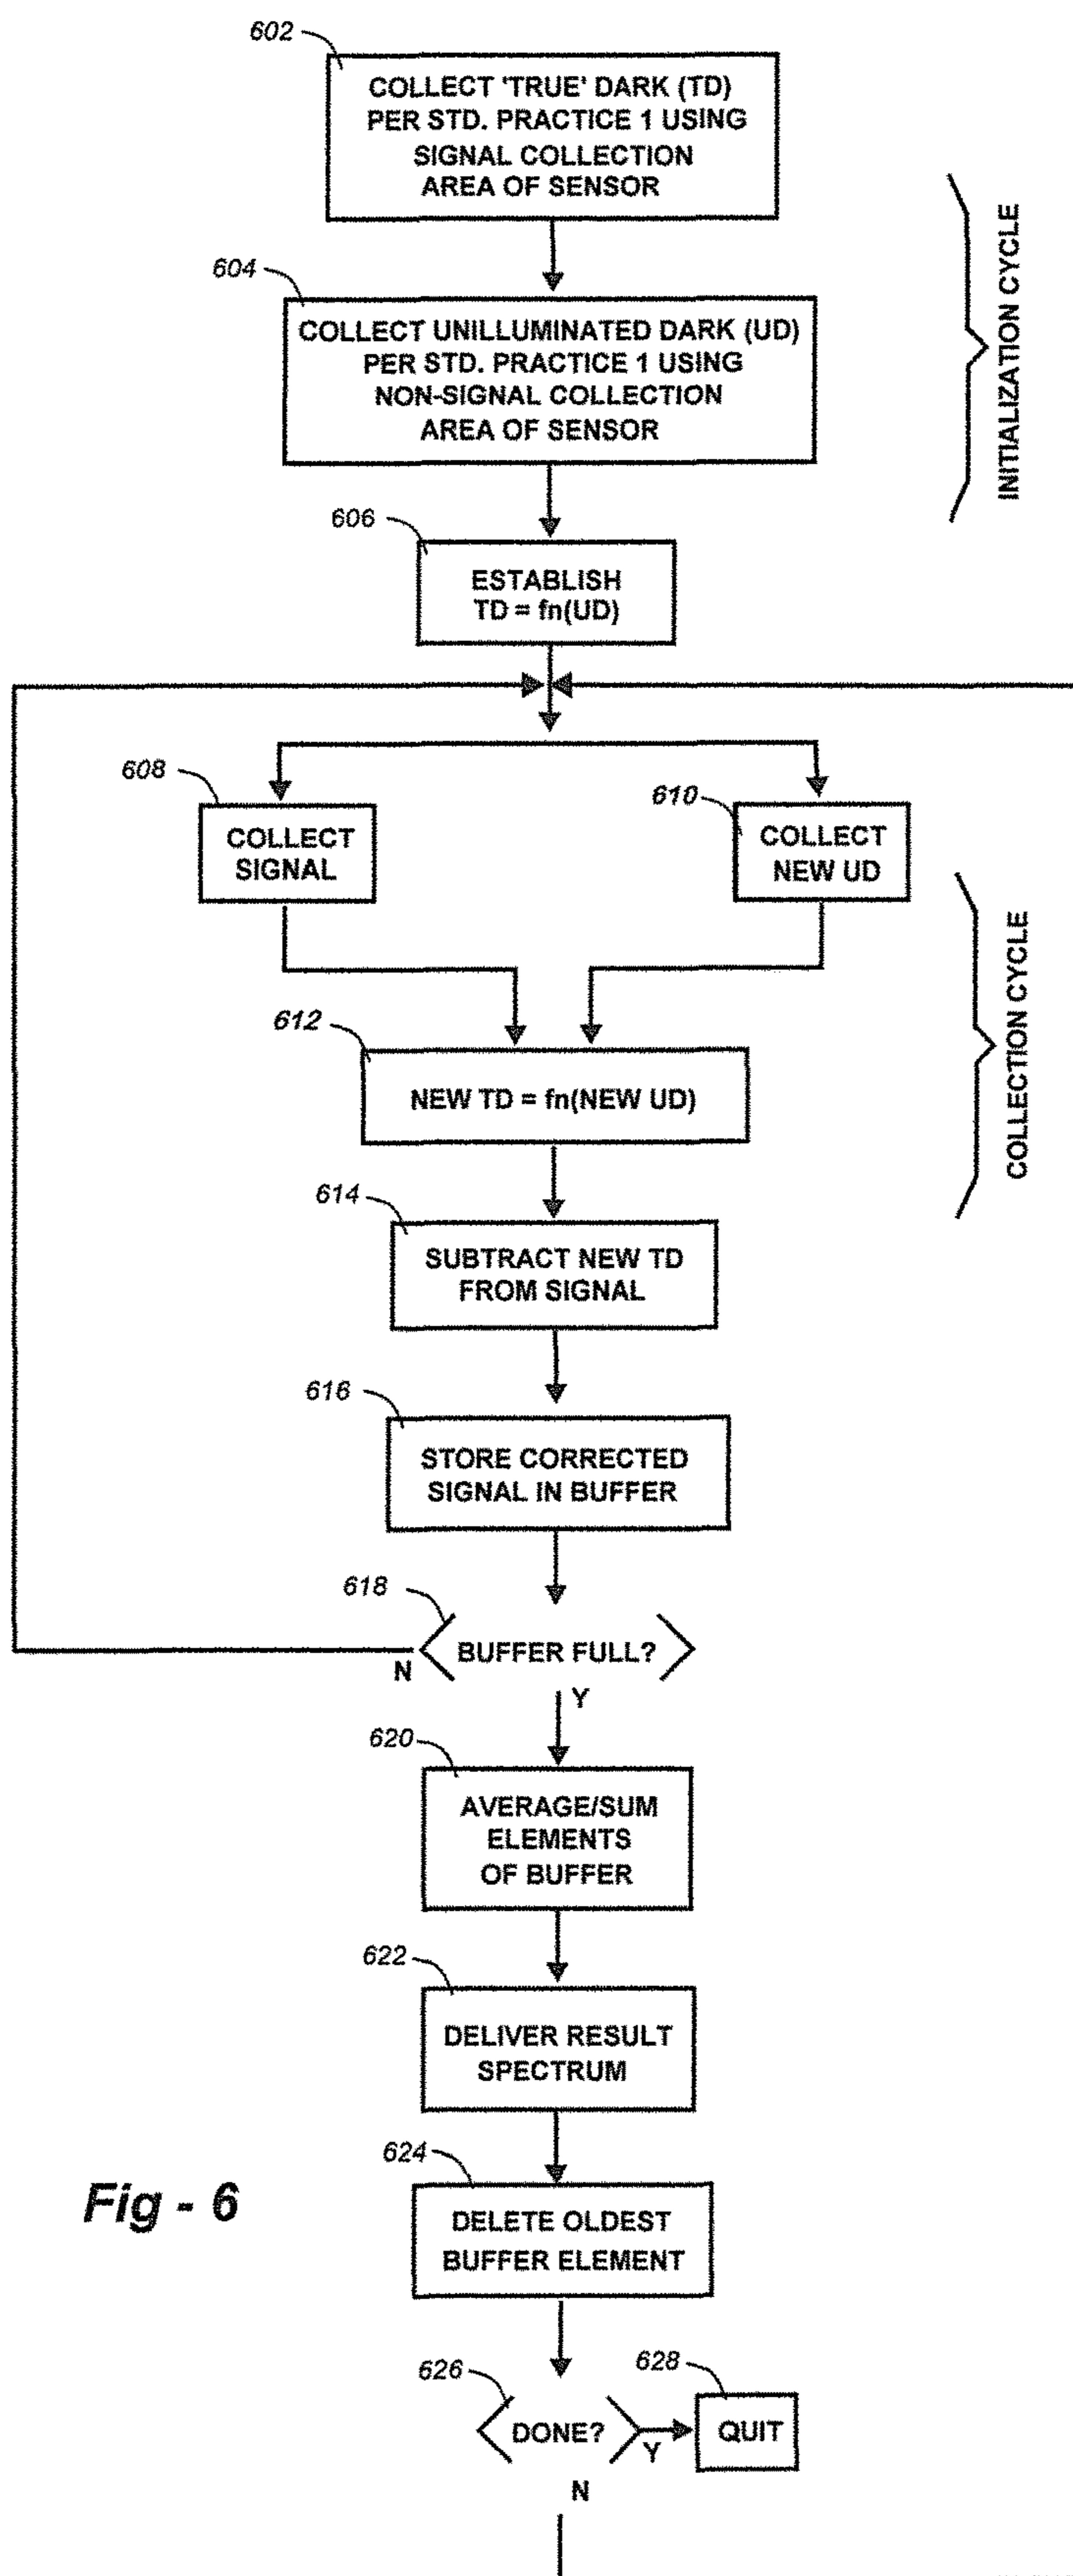 602
COLLECT 'TRUE' DARK (TD)
PER STD. PRACTICE 1 USING
SIGNAL COLLECTION
AREA OF SENSOR
604
COLLECT UNILLUMINATED DARK (UD)
PER STD. PRACTICE 1 USING
NON-SIGNAL COLLECTION
AREA OF SENSOR
INITIALIZATION CYCLE
606
ESTABLISH
TD = fn(UD)
608
COLLECT
SIGNAL
610
COLLECT
NEW UD
COLLECTION CYCLE
612
NEW TD = fn(NEW UD)
614
SUBTRACT NEW TD
FROM SIGNAL
616
STORE CORRECTED
SIGNAL IN BUFFER
618
BUFFER FULL?
N
Y
620
AVERAGE/SUM
ELEMENTS
OF BUFFER
622
DELIVER RESULT
SPECTRUM
624
DELETE OLDEST
BUFFER ELEMENT
Fig - 6
626
DONE?
Y
628
QUIT
N